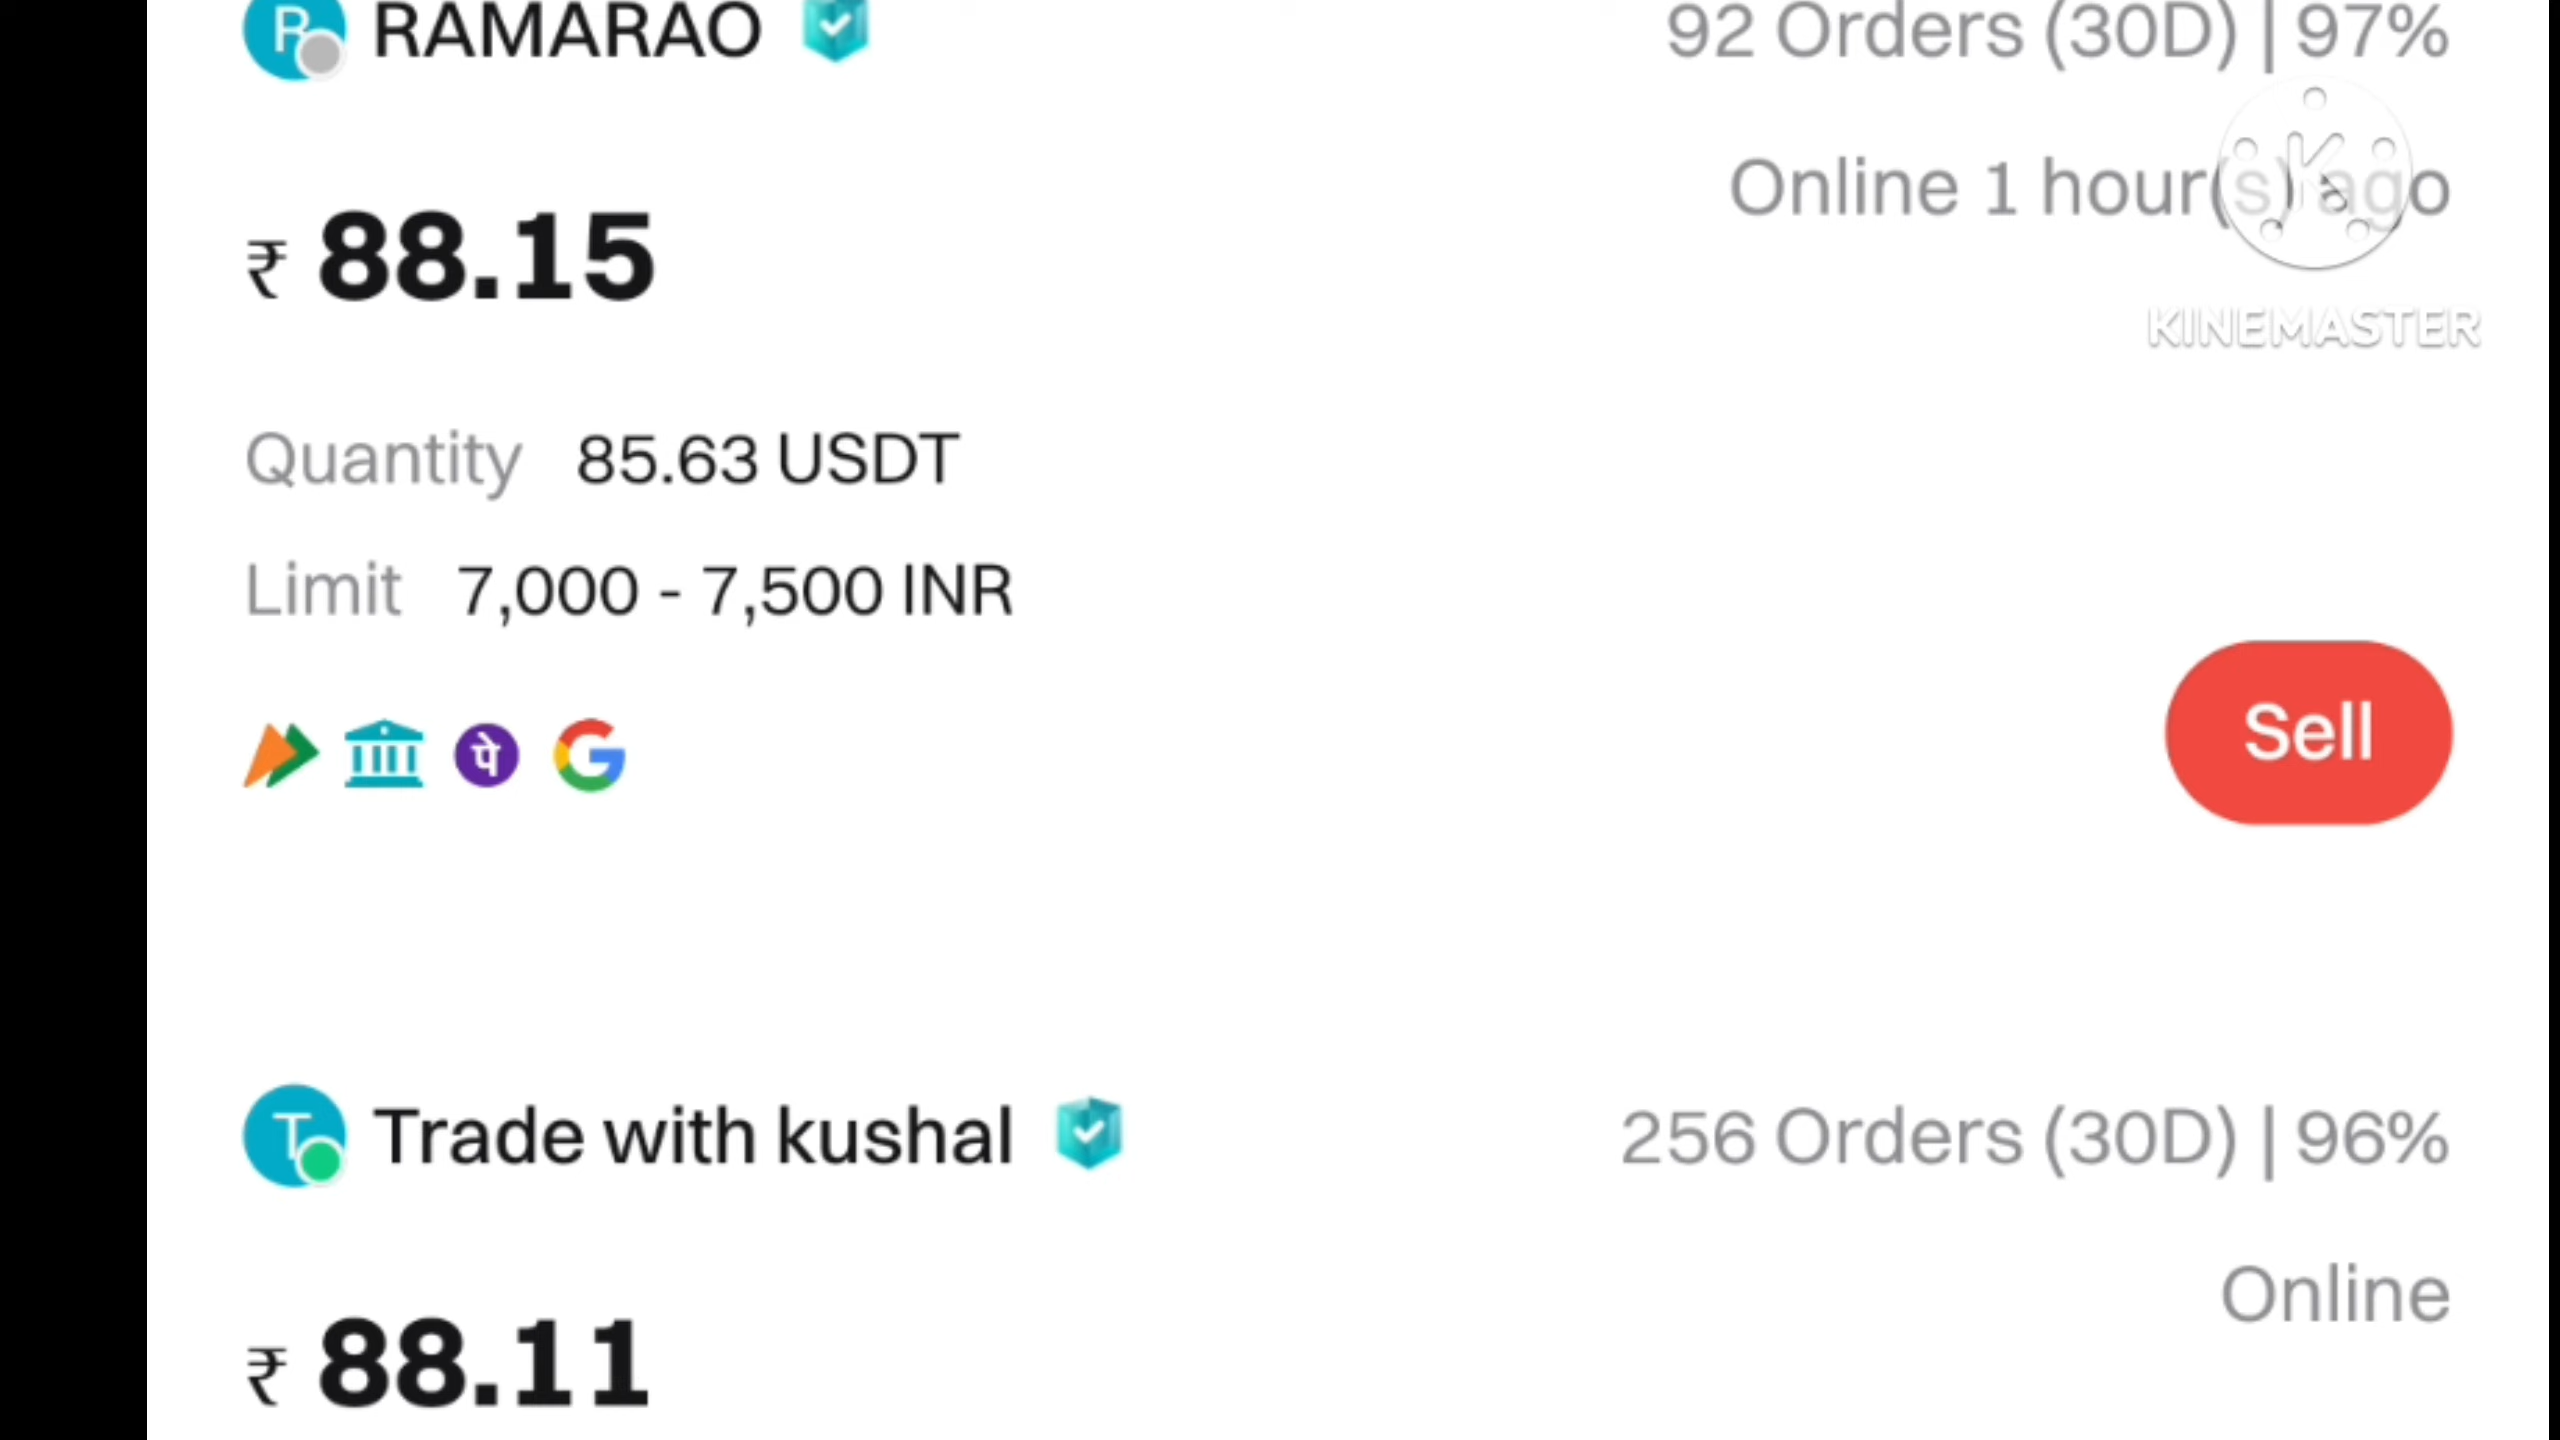 R RAMARAO 92 Orders (30D) | 97%
Online 1 hour(s) ago
₹ 88.15
KINEMASTER
Quantity 85.63 USDT
Limit 7,000 - 7,500 INR
पे G
Sell
T Trade with kushal 256 Orders (30D) | 96%
Online
₹ 88.11